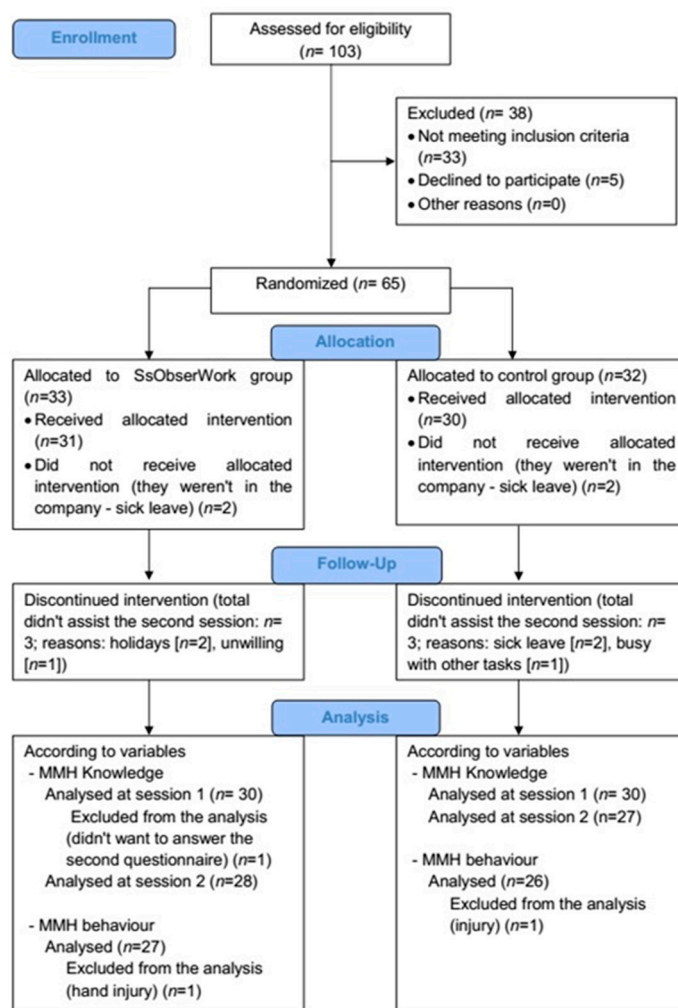 Enrollment
Assessed for eligibility
(n= 103)
Excluded (n= 38)
• Not meeting inclusion criteria
(n=33)
• Declined to participate (n=5)
• Other reasons (n=0)
Randomized (n= 65)
Allocation
Allocated to SsObserWork group
(n=33)
• Received allocated intervention
(n=31)
• Did not receive allocated
intervention (they weren't in the
company - sick leave) (n=2)
Allocated to control group (n=32)
• Received allocated intervention
(n=30)
• Did not receive allocated
intervention (they weren't in the
company - sick leave) (n=2)
Follow-Up
Discontinued intervention (total
didn't assist the second session: n=
3; reasons: holidays [n=2], unwilling
[n=1])
Discontinued intervention (total
didn't assist the second session: n=
3; reasons: sick leave [n=2], busy
with other tasks [n=1])
Analysis
According to variables
- MMH Knowledge
Analysed at session 1 (n= 30)
Excluded from the analysis
(didn't want to answer the
second questionnaire) (n=1)
Analysed at session 2 (n=28)
- MMH behaviour
Analysed (n=27)
Excluded from the analysis
(hand injury) (n=1)
According to variables
- MMH Knowledge
Analysed at session 1 (n= 30)
Analysed at session 2 (n=27)
- MMH behaviour
Analysed (n=26)
Excluded from the analysis
(injury) (n=1)